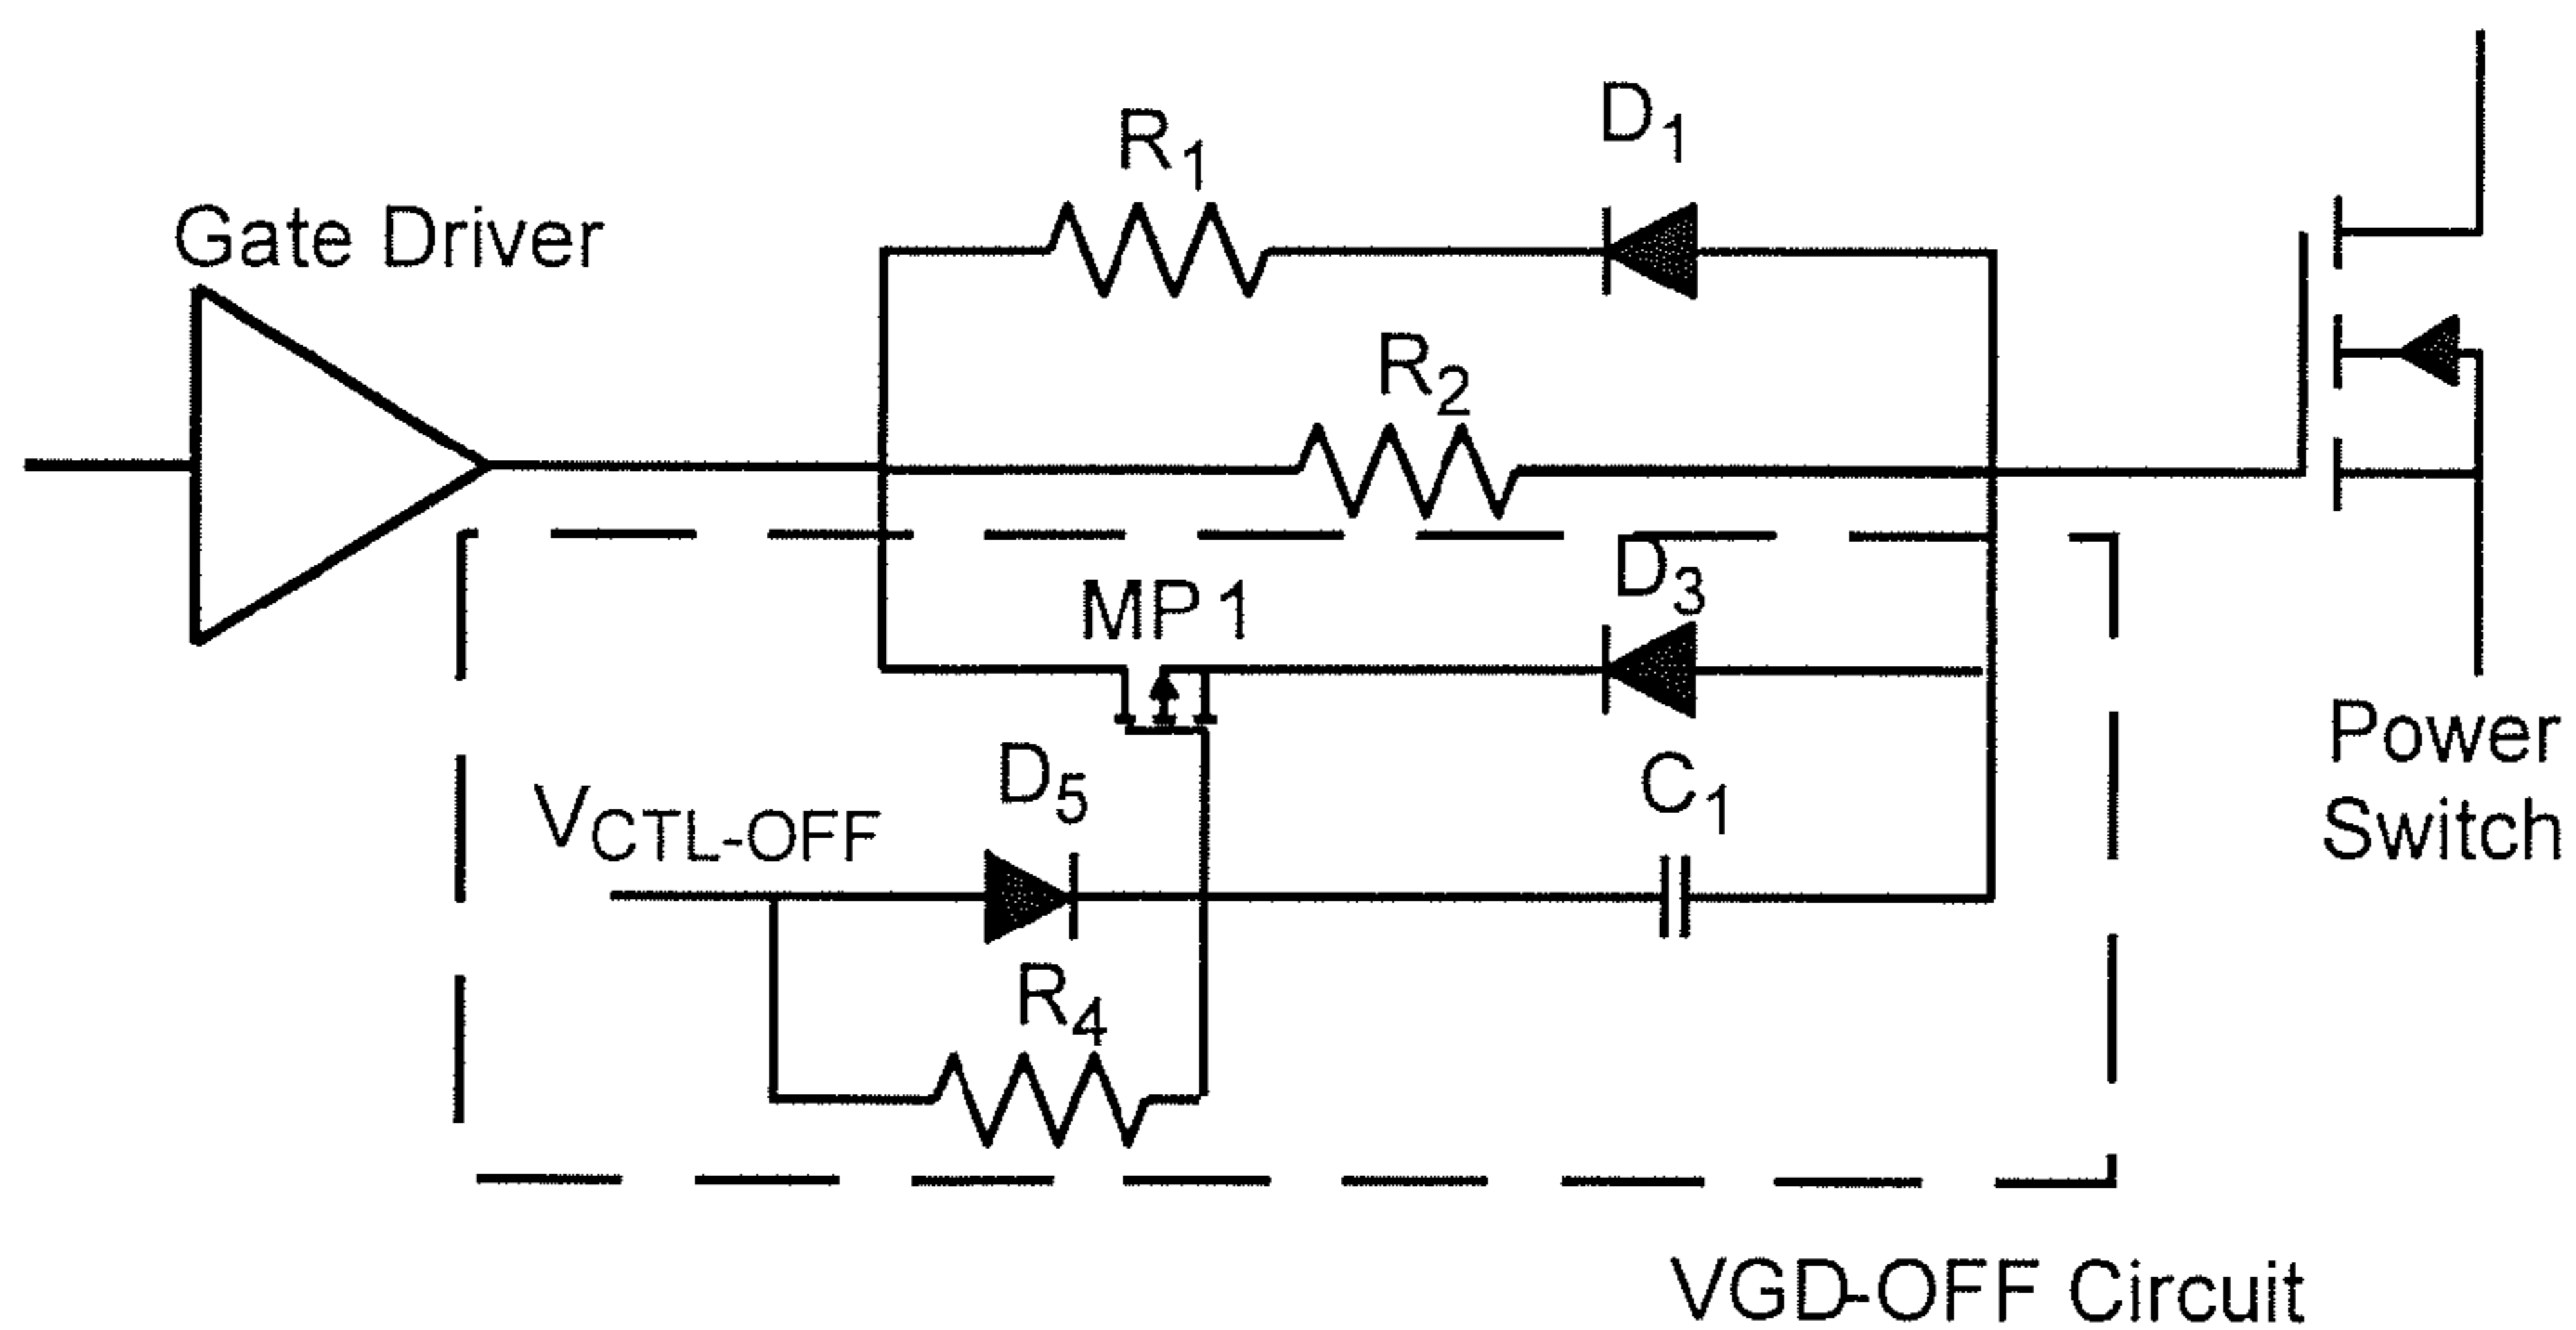 D1
R1
Gate Driver
R2
D3
MP1
D5
C1
VCTL-OFF
Power
Switch
R4
VGD-OFF Circuit